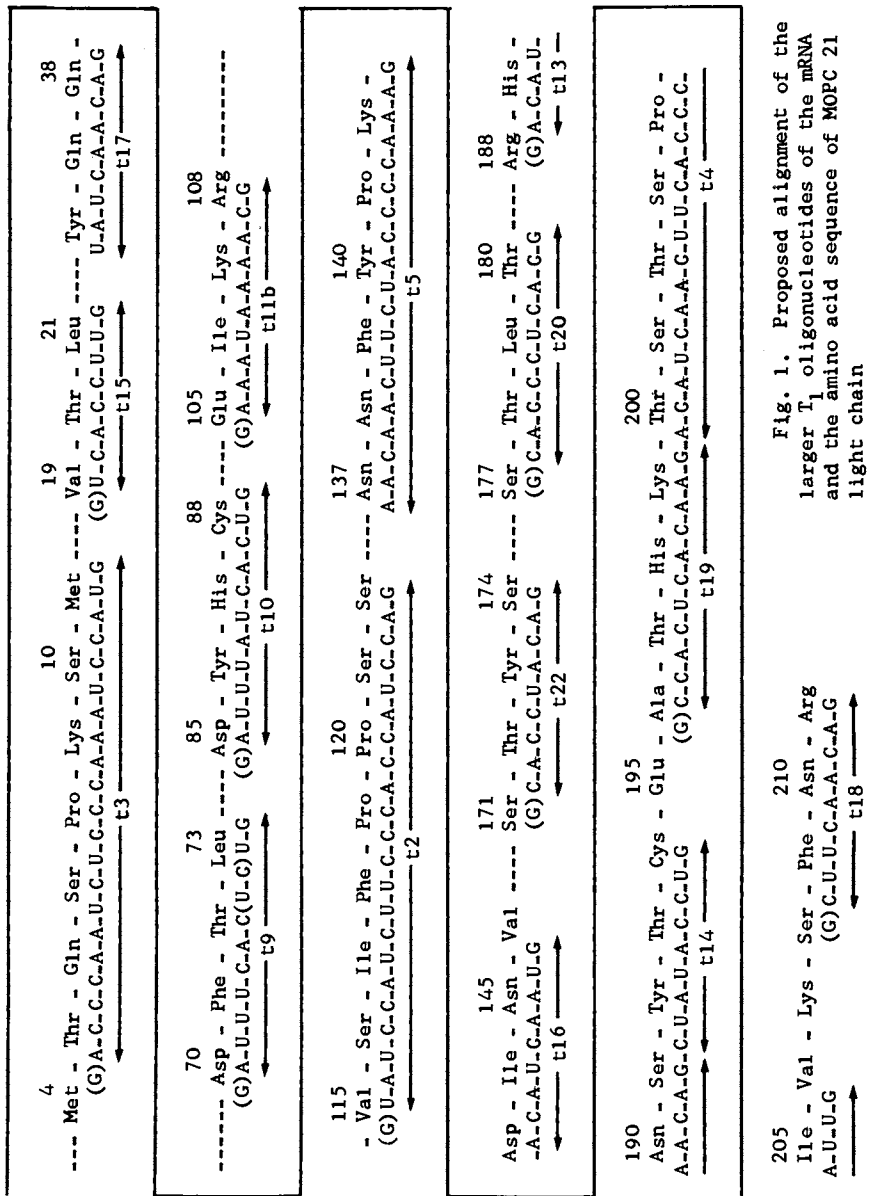 4 10 19 21 38
--- Met - Thr - Gln - Ser - Pro - Lys - Ser - Met ---- Val - Thr - Leu ---- Tyr - Gln - Gln -
(G)A-C-C-C-A-A-U-C-U-G-C-C-C-A-A-A-U-C-C-A-U-G (G)U-C-A-C-C-U-U-G U-A-U-C-A-A-C-A-G
t3 t15 t17
70 73 85 88 105 108
------ Asp - Phe - Thr - Leu ---- Asp - Tyr - His - Cys ---- Glu - Ile - Lys - Arg ---------
(G)A-U-U-U-C-A-C(U-C)U-G (G)A-U-U-U-A-U-C-A-C-U-G (G)A-A-A-U-A-A-A-A-C-G
t9 t10 t11b
115 120 137 140
- Val - Ser - Ile - Phe - Pro - Pro - Ser - Ser ---- Asn - Asn - Phe - Tyr - Pro - Lys -
(G)U-A-U-C-C-A-U-C-U-U-C-C-C-A-C-C-A-U-C-C-A-G A-A-C-A-A-C-U-U-C-U-A-C-C-C-C-A-A-A-G
t2 t5
145 171 174 177 180 188
Asp - Ile - Asn - Val ---- Ser - Thr - Tyr - Ser ---- Ser - Thr - Leu - Thr ---- Arg - His -
-A-C-A-U-C-A-A-U-G (G)C-A-C-C-U-A-C-A-G (G)C-A-C-C-C-U-C-A-C-G (G)A-C-A-U-
t16 t22 t20 t13
190 195 200
Asn - Ser - Tyr - Thr - Cys - Glu - Ala - Thr - His - Lys - Thr - Ser - Thr - Ser - Pro -
A-A-C-A-G-C-U-A-U-A-C-C-U-G (G)C-C-A-C-U-C-A-C-A-A-G-A-C-A-U-C-A-A-G-U-U-C-A-C-C-C-
t14 t19 t4
205 210
Ile - Val - Lys - Ser - Phe - Asn - Arg
A-U-U-G (G)C-U-U-C-A-A-C-A-G
t18
Fig. 1. Proposed alignment of the
larger T1 oligonucleotides of the mRNA
and the amino acid sequence of MOPC 21
light chain